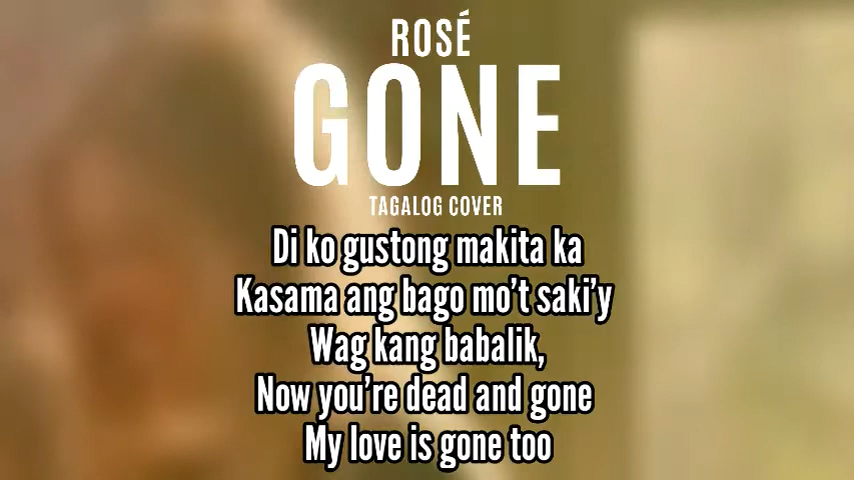 ROSÉ
GONE
TAGALOG COVER
Di ko gustong makita ka
Kasama ang bago mo't saki'y
Wag kang babalik,
Now you're dead and gone
My love is gone too